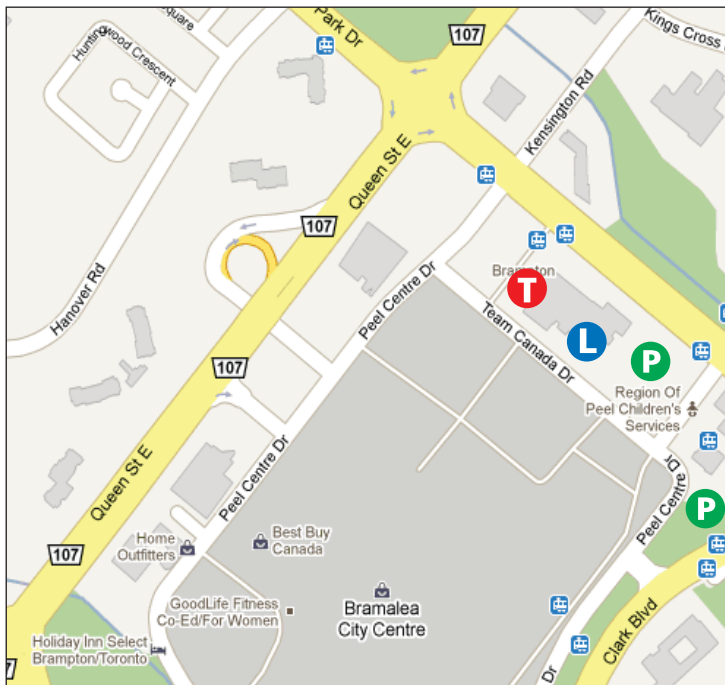 Square
Park Dr
107
Kings Cross
Huntingwood Crescent
Kensington Rd
Queen St E
107
Hanover Rd
Brampton
T
Peel Centre Dr
Team Canada Dr
L
P
107
Region Of
Peel Children's
Services
Peel Centre Dr
Peel Centre Dr
Queen St E
P
Home
Outfitters
Best Buy
Canada
107
GoodLife Fitness
Co-Ed/For Women
Bramalea
City Centre
Clark Blvd
Holiday Inn Select
Brampton/Toronto
Dr
107